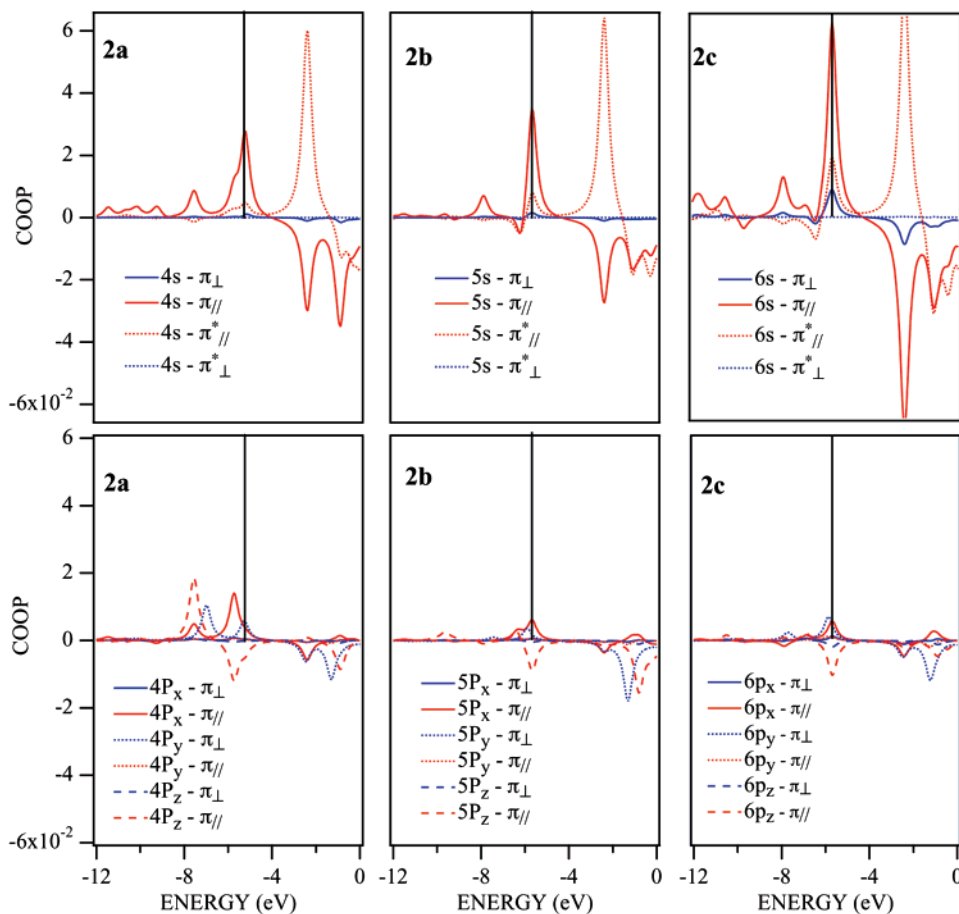 6
4
2
0
-2
-4
-6x10⁻²
COOP
2a
4s - π⊥
4s - π//
4s - π*//
4s - π*⊥
2b
5s - π⊥
5s - π//
5s - π*//
5s - π*⊥
2c
6s - π⊥
6s - π//
6s - π*//
6s - π*⊥
6
4
2
0
-2
-4
-6x10⁻²
COOP
2a
4Pₓ - π⊥
4Pₓ - π//
4Py - π⊥
4Py - π//
4Pz - π⊥
4Pz - π//
2b
5Pₓ - π⊥
5Pₓ - π//
5Py - π⊥
5Py - π//
5Pz - π⊥
5Pz - π//
2c
6pₓ - π⊥
6pₓ - π//
6py - π⊥
6py - π//
6pz - π⊥
6pz - π//
-12 -8 -4 0
-12 -8 -4 0
-12 -8 -4 0
ENERGY (eV)
ENERGY (eV)
ENERGY (eV)